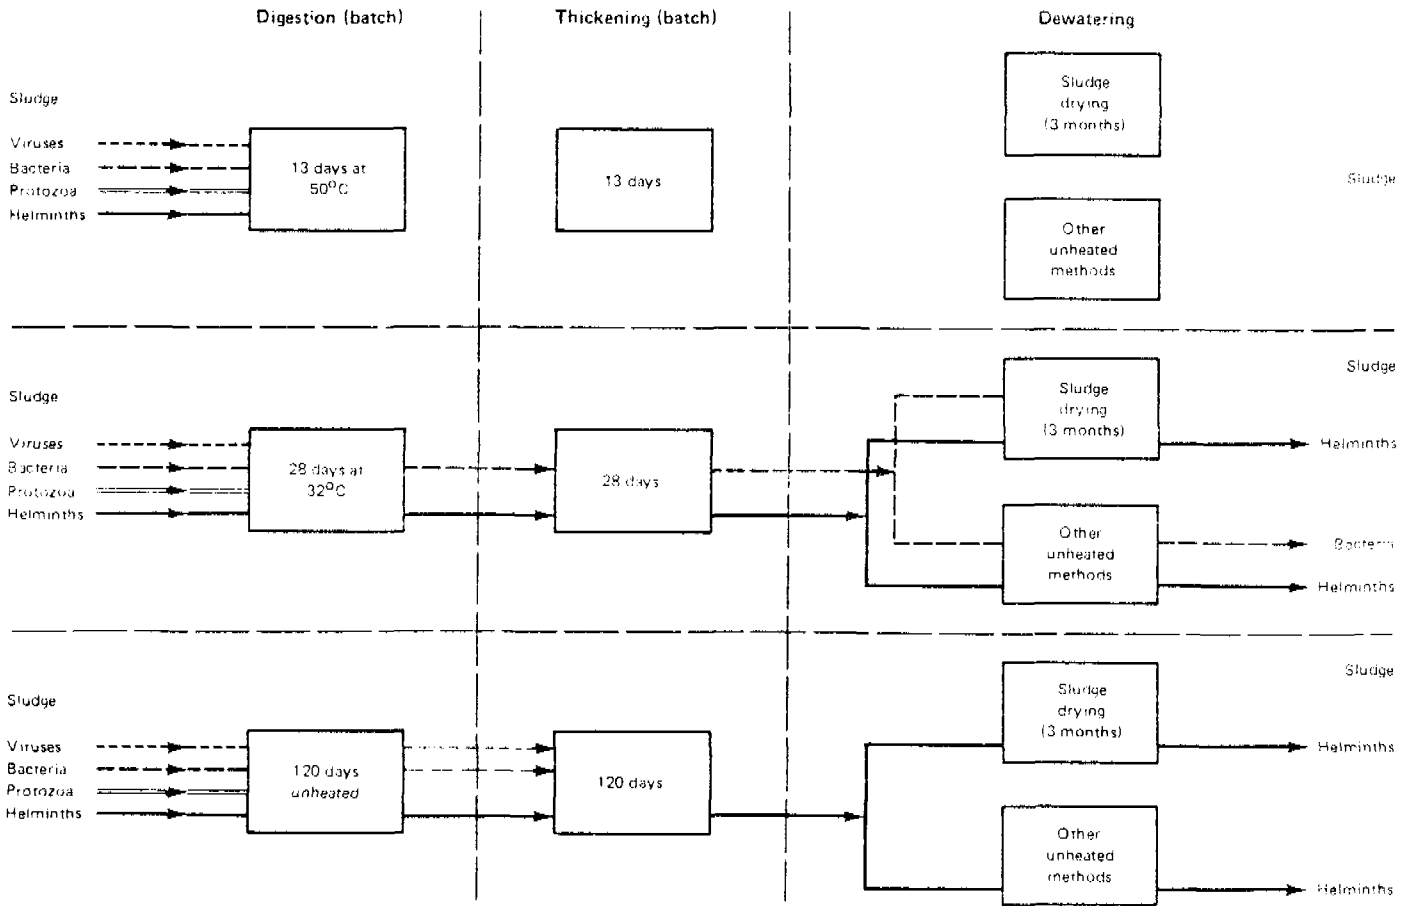 Digestion (batch)
Thickening (batch)
Dewatering
Sludge
Viruses
Bacteria
Protozoa
Helminths
13 days at
50°C
13 days
Sludge
drying
(3 months)
Other
unheated
methods
Sludge
Sludge
Viruses
Bacteria
Protozoa
Helminths
28 days at
32°C
28 days
Sludge
drying
(3 months)
Other
unheated
methods
Sludge
Helminths
Bacteria
Helminths
Sludge
Viruses
Bacteria
Protozoa
Helminths
120 days
unheated
120 days
Sludge
drying
(3 months)
Other
unheated
methods
Sludge
Helminths
Helminths